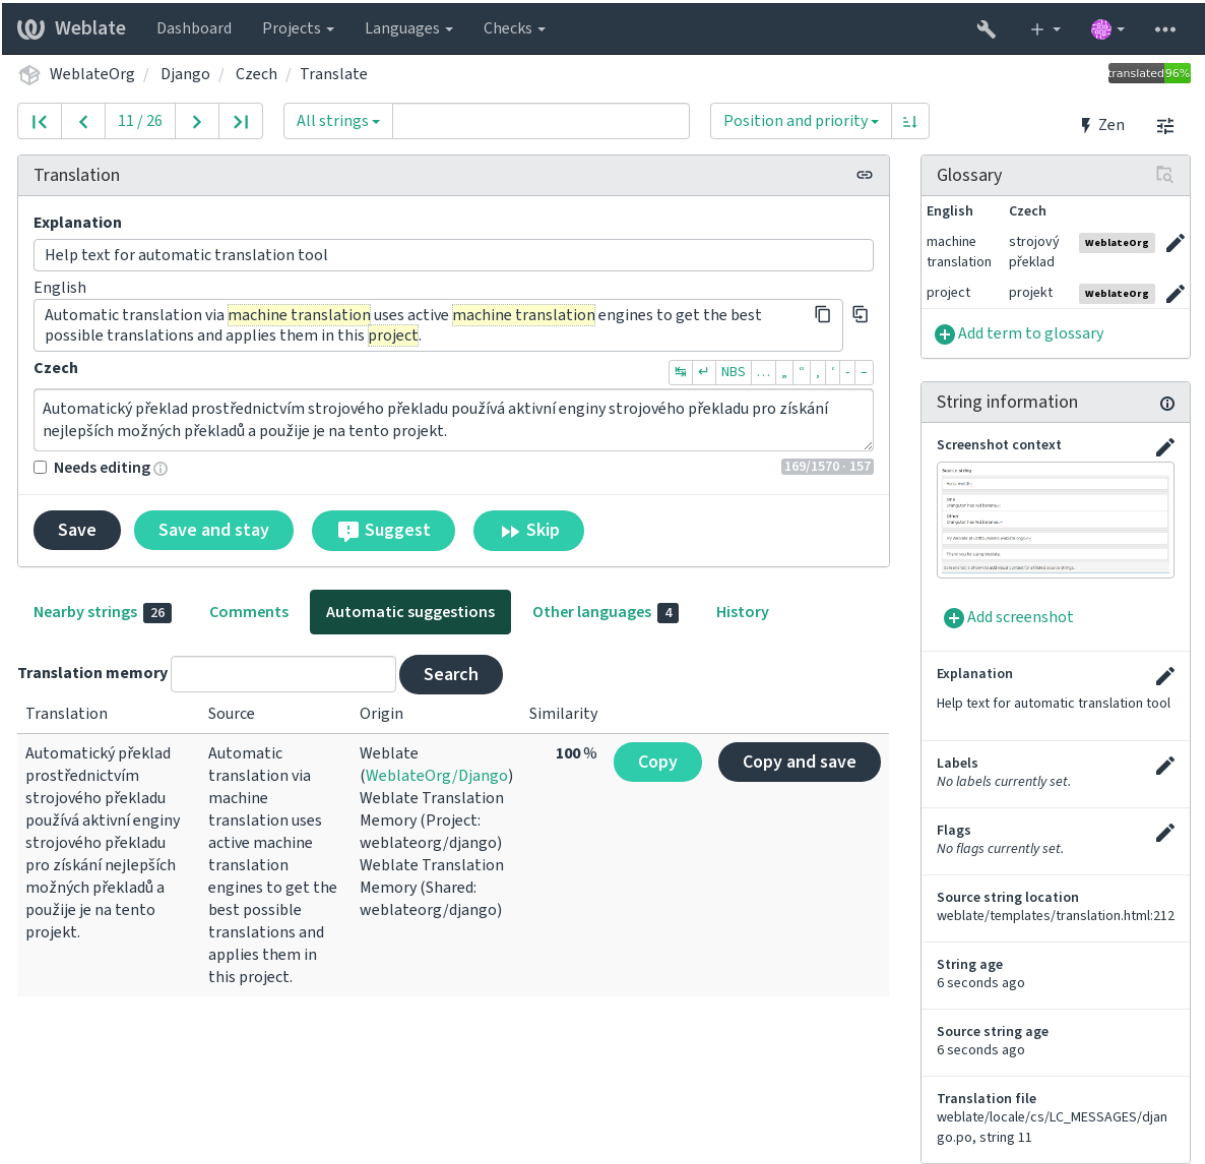 Weblate Dashboard Projects Languages Checks
WeblateOrg / Django / Czech / Translate
translated 96%
11 / 26 All strings Position and priority Zen
Translation
Explanation
Help text for automatic translation tool
English
Automatic translation via machine translation uses active machine translation engines to get the best
possible translations and applies them in this project.
Czech
NBS … „ “ ‚ ‘ - –
Automatický překlad prostřednictvím strojového překladu používá aktivní enginy strojového překladu pro získání
nejlepších možných překladů a použije je na tento projekt.
Needs editing
169/1570 · 157
Save Save and stay Suggest Skip
Nearby strings 26 Comments Automatic suggestions Other languages 4 History
Translation memory Search
Translation Source Origin Similarity
Automatický překlad
prostřednictvím
strojového překladu
používá aktivní enginy
strojového překladu
pro získání nejlepších
možných překladů a
použije je na tento
projekt.
Automatic
translation via
machine
translation uses
active machine
translation
engines to get the
best possible
translations and
applies them in
this project.
Weblate
(WeblateOrg/Django)
Weblate Translation
Memory (Project:
weblateorg/django)
Weblate Translation
Memory (Shared:
weblateorg/django)
100 %
Copy Copy and save
Glossary
English Czech
machine translation strojový překlad WeblateOrg
project projekt WeblateOrg
Add term to glossary
String information
Screenshot context
Add screenshot
Explanation
Help text for automatic translation tool
Labels
No labels currently set.
Flags
No flags currently set.
Source string location
weblate/templates/translation.html:212
String age
6 seconds ago
Source string age
6 seconds ago
Translation file
weblate/locale/cs/LC_MESSAGES/djan
go.po, string 11